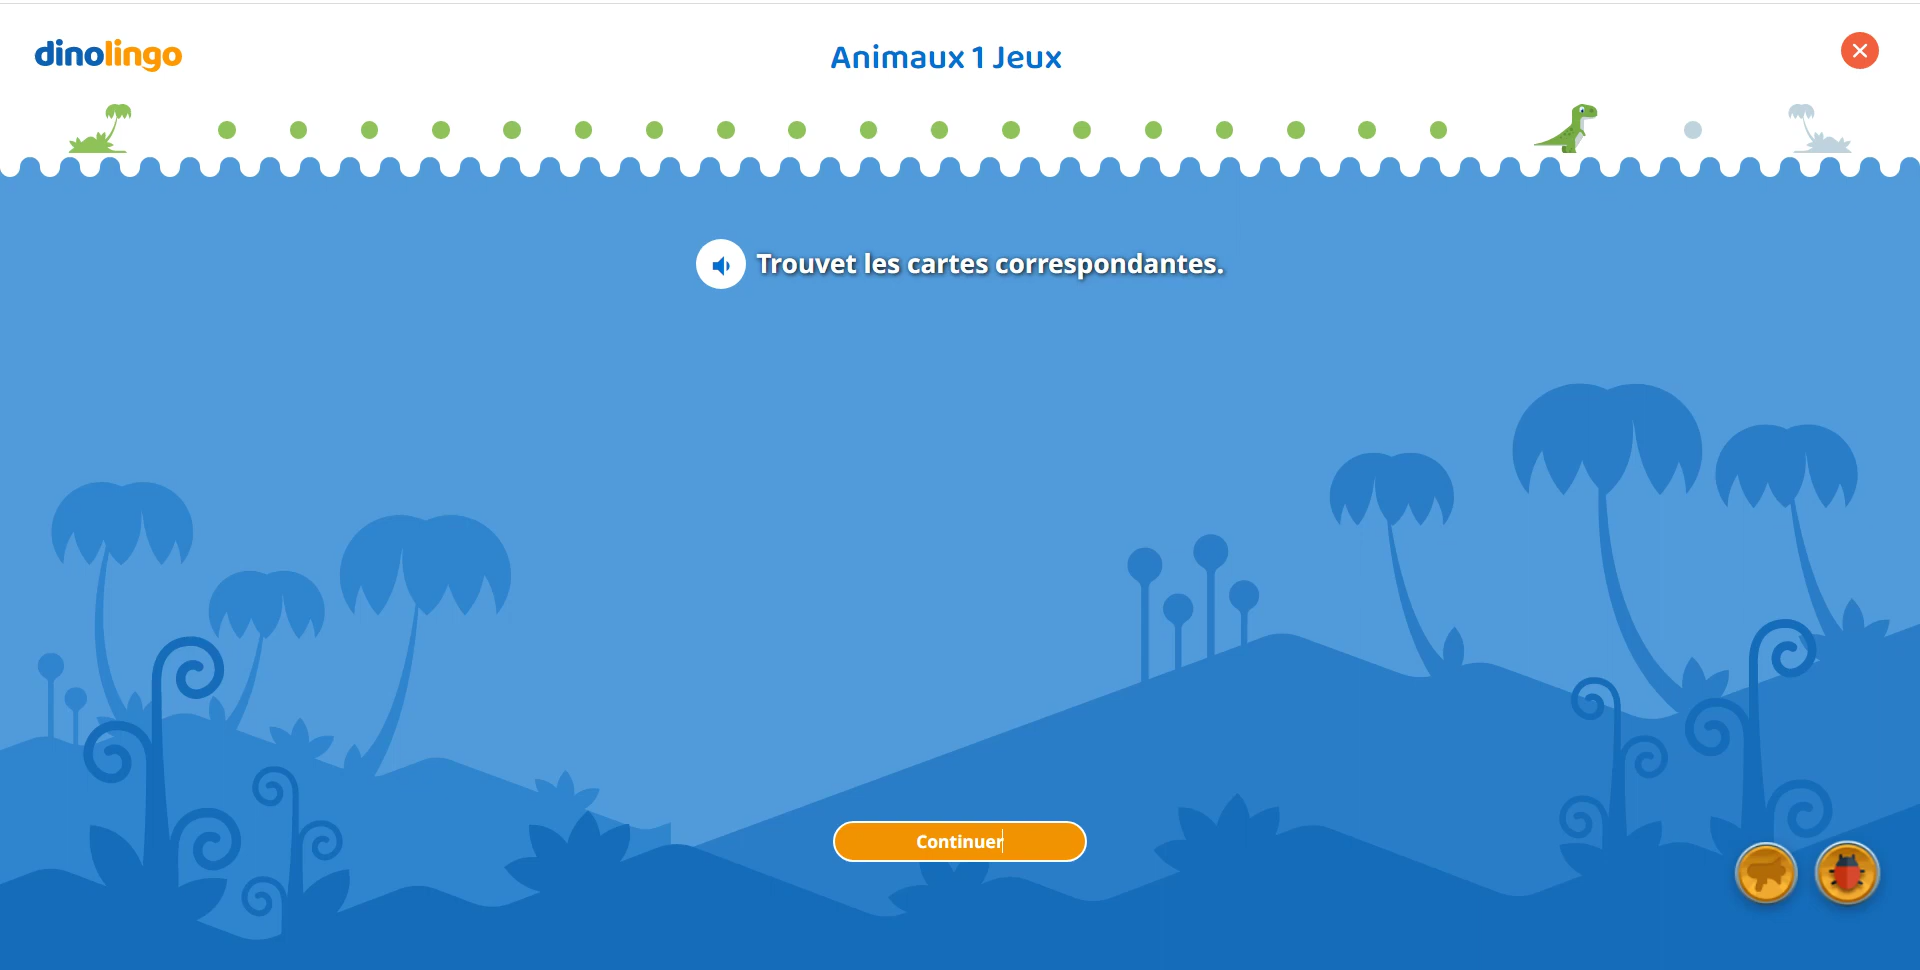 dinolingo
Animaux 1 Jeux
Trouvet les cartes correspondantes.
Continuer